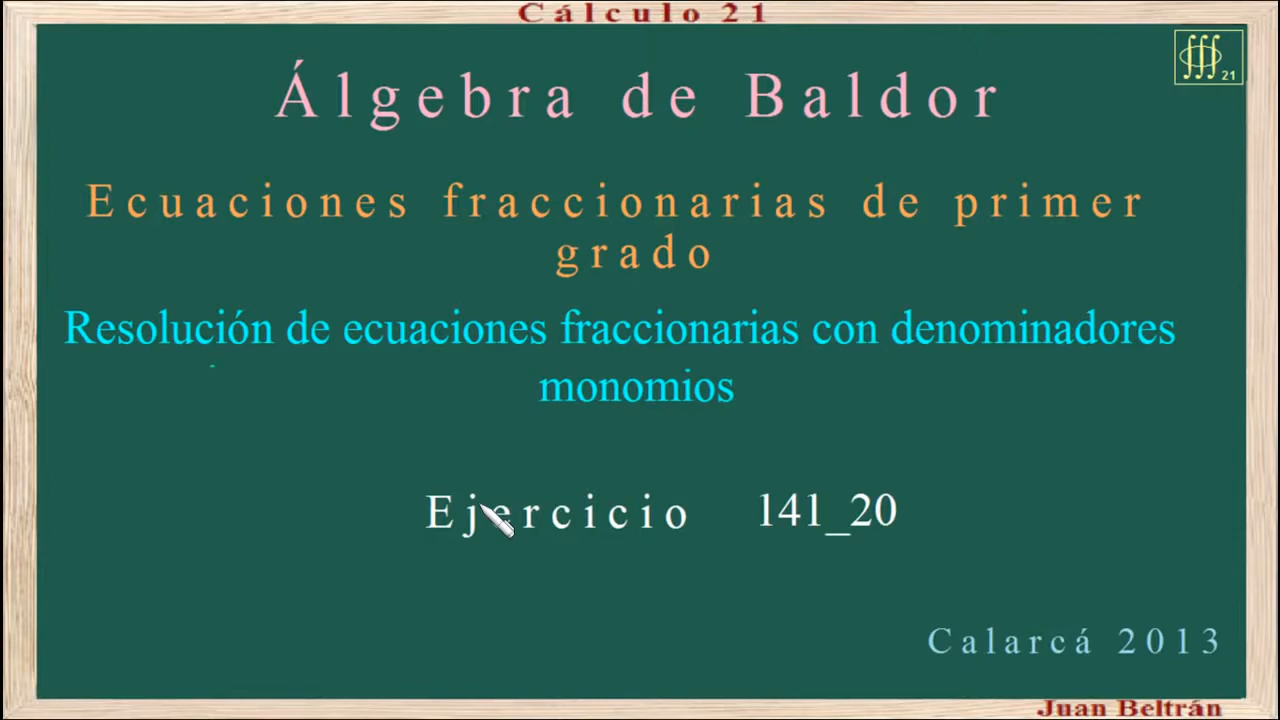 Cálculo 21
21
Álgebra de Baldor
Ecuaciones fraccionarias de primer
grado
Resolución de ecuaciones fraccionarias con denominadores
monomios
Ejercicio 141_20
Calarcá 2013
Juan Beltrán